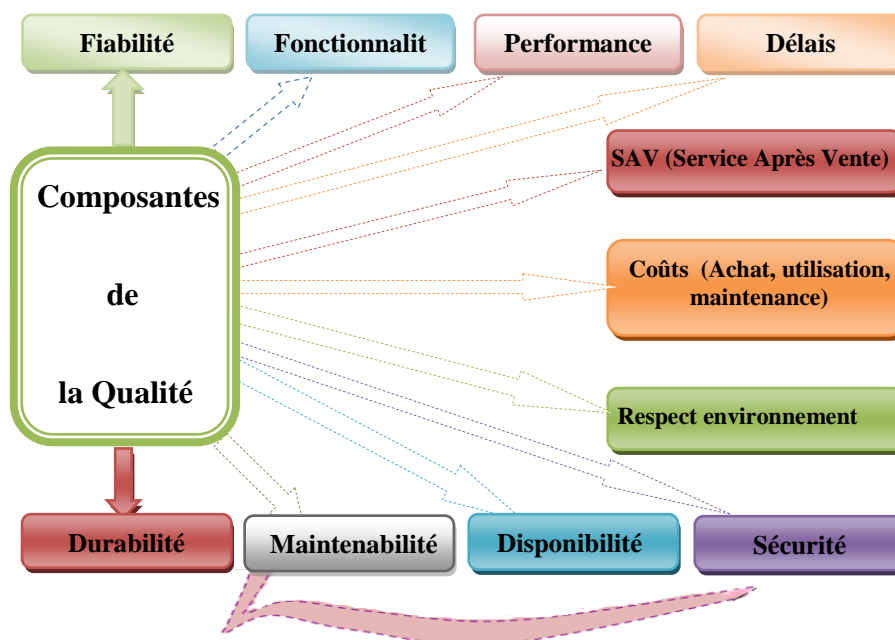 Fiabilité
Fonctionnalit
Performance
Délais
SAV (Service Après Vente)
Composantes
de
la Qualité
Coûts (Achat, utilisation,
maintenance)
Respect environnement
Durabilité
Maintenabilité
Disponibilité
Sécurité